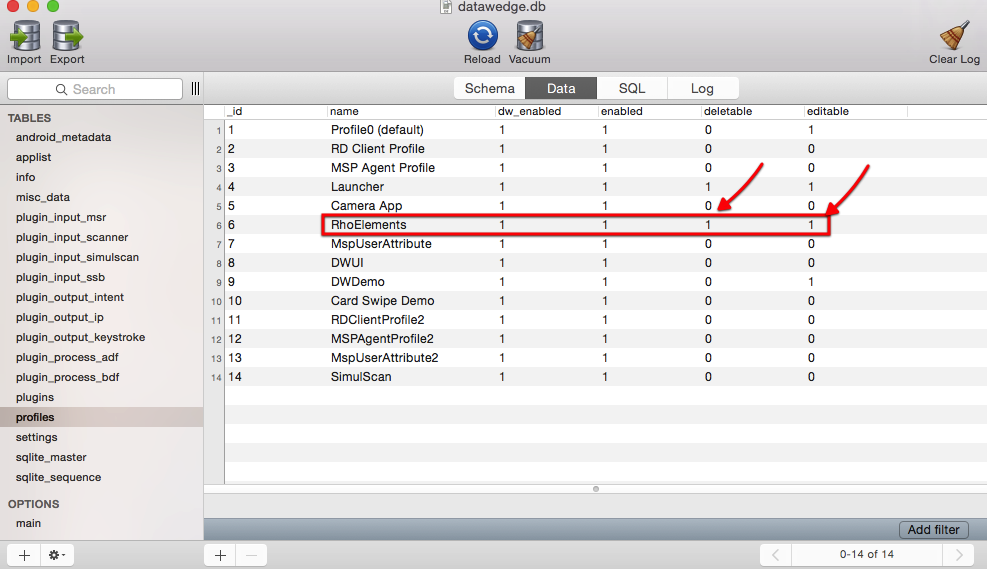 datawedge.db
Import Export Reload Vacuum Clear Log
Search
Schema Data SQL Log
TABLES
android_metadata
applist
info
misc_data
plugin_input_msr
plugin_input_scanner
plugin_input_simulscan
plugin_input_ssb
plugin_output_intent
plugin_output_ip
plugin_output_keystroke
plugin_process_adf
plugin_process_bdf
plugins
profiles
settings
sqlite_master
sqlite_sequence
OPTIONS
main
_id name dw_enabled enabled deletable editable
1 1 Profile0 (default) 1 1 0 1
2 2 RD Client Profile 1 1 0 0
3 3 MSP Agent Profile 1 1 0 0
4 4 Launcher 1 1 1 1
5 5 Camera App 1 1 0 0
6 6 RhoElements 1 1 1 1
7 7 MspUserAttribute 1 1 0 0
8 8 DWUI 1 1 0 0
9 9 DWDemo 1 1 0 1
10 10 Card Swipe Demo 1 1 0 0
11 11 RDClientProfile2 1 1 0 0
12 12 MSPAgentProfile2 1 1 0 0
13 13 MspUserAttribute2 1 1 0 0
14 14 SimulScan 1 1 0 0
Add filter
0-14 of 14